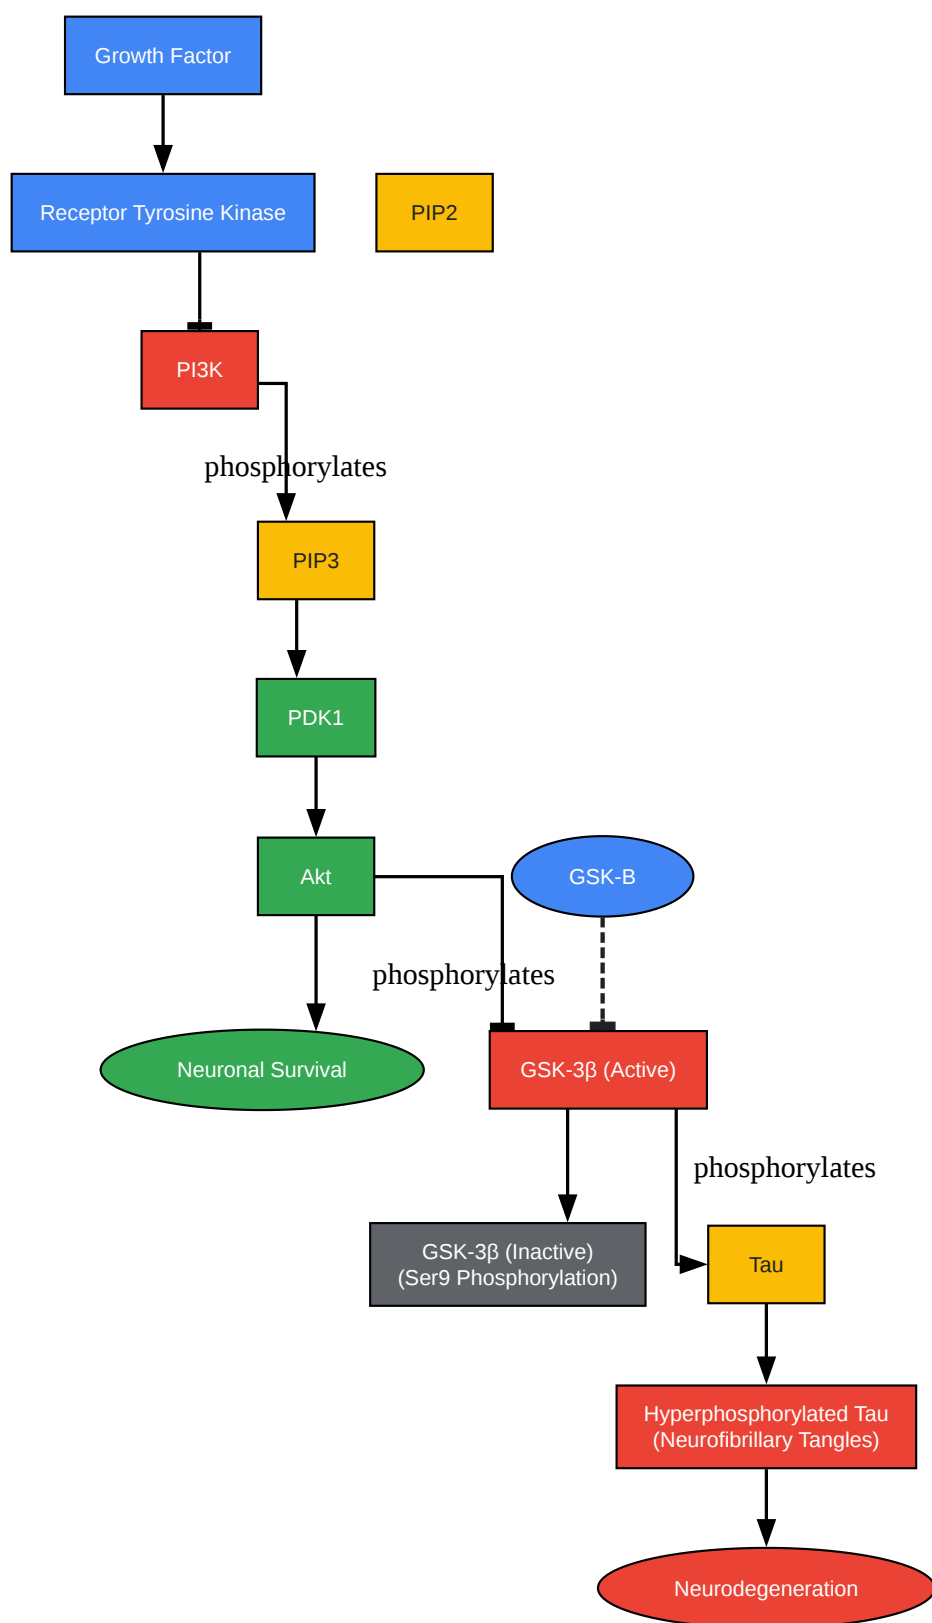 Growth Factor
Receptor Tyrosine Kinase
PIP2
PI3K
phosphorylates
PIP3
PDK1
Akt
GSK-B
phosphorylates
Neuronal Survival
GSK-3β (Active)
phosphorylates
GSK-3β (Inactive)
(Ser9 Phosphorylation)
Tau
Hyperphosphorylated Tau
(Neurofibrillary Tangles)
Neurodegeneration